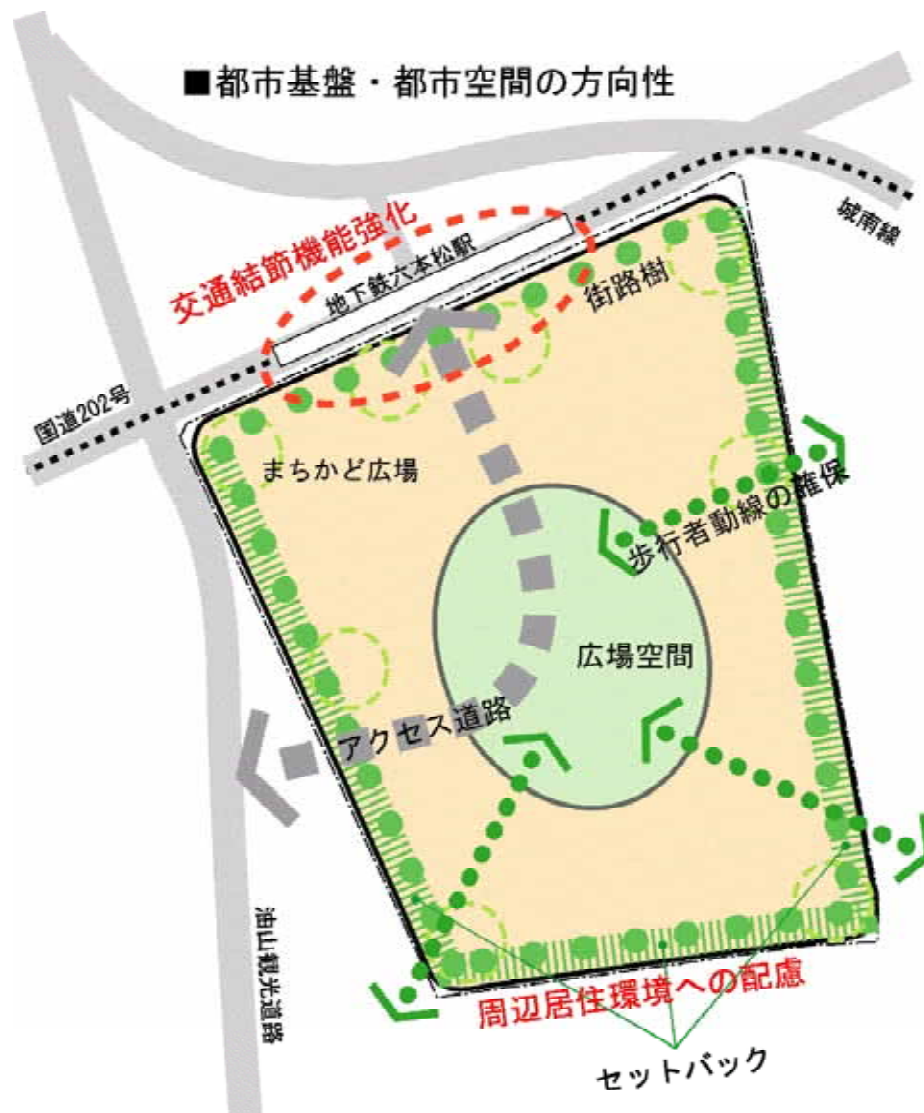 ■都市基盤・都市空間の方向性
城南線
交通結節機能強化
地下鉄六本松駅
街路樹
国道202号
まちかど広場
歩行者動線の確保
広場空間
アクセス道路
油山観光道路
周辺居住環境への配慮
セットバック